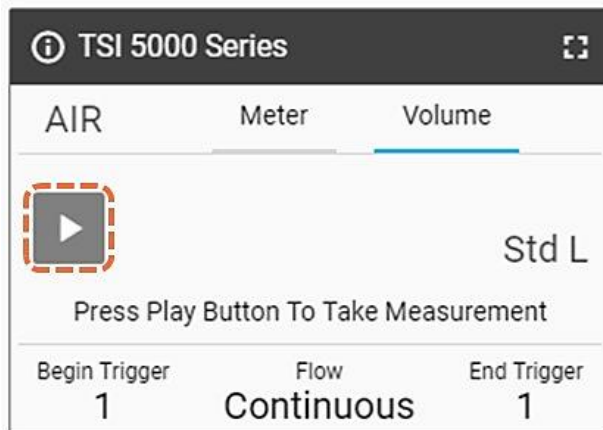 TSI 5000 Series
AIR Meter Volume
Std L
Press Play Button To Take Measurement
Begin Trigger Flow End Trigger
1 Continuous 1